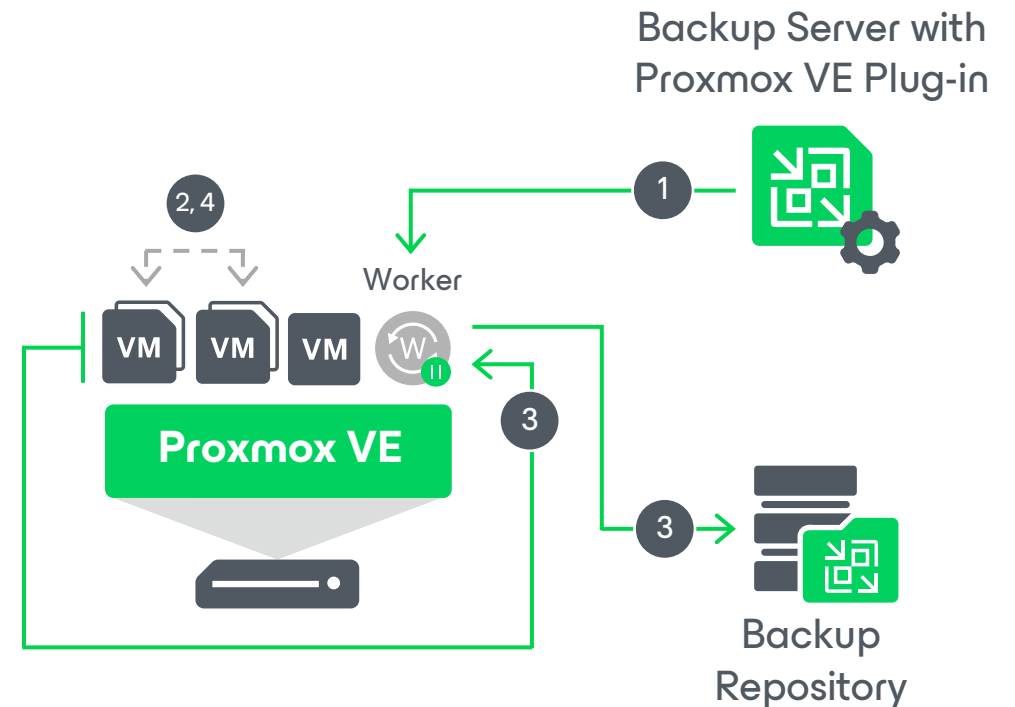 Backup Server with
Proxmox VE Plug-in
1
2, 4
Worker
VM
VM
VM
W
Proxmox VE
3
3
Backup
Repository